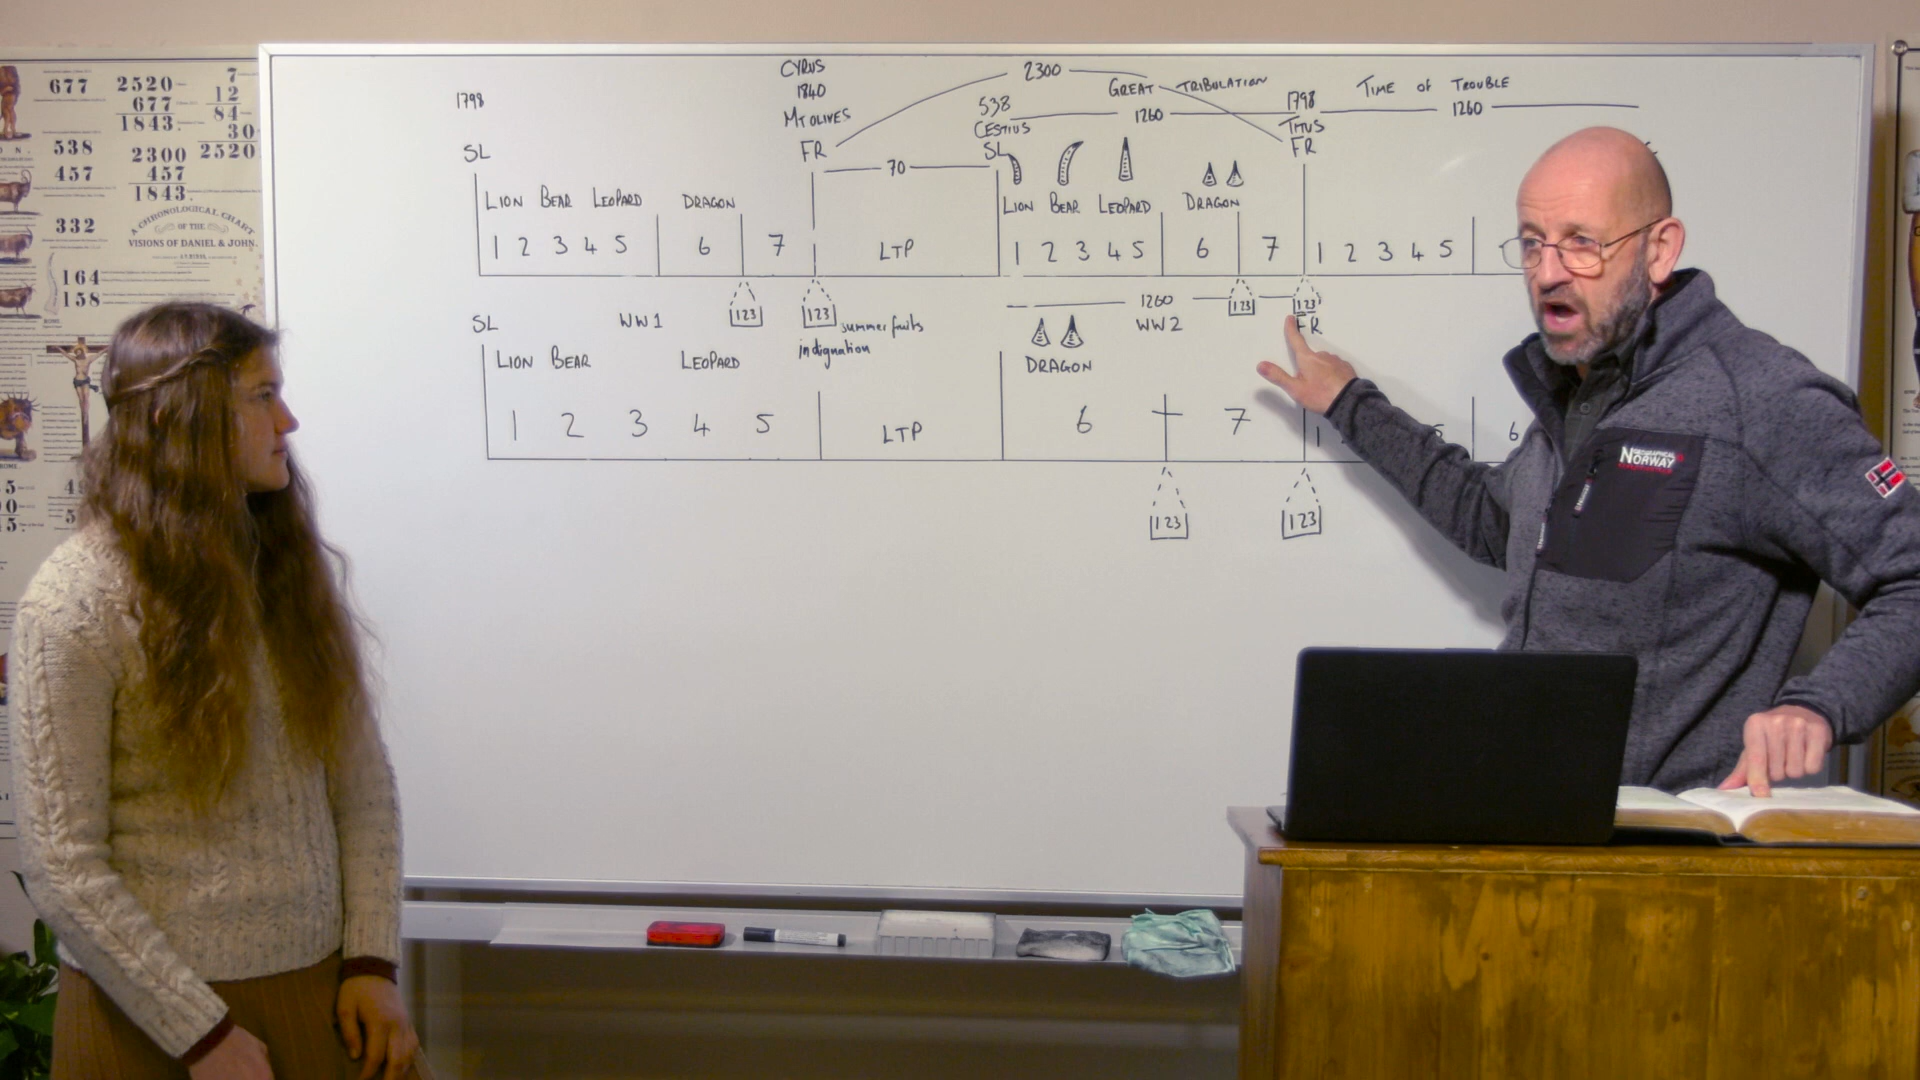 677
2520
677
1843.
7
12
84
30
2520
538
457
2300
457
1843.
332
A CHRONOLOGICAL CHART
OF THE
VISIONS OF DANIEL & JOHN.
164
158
ROME.
1798
CYRUS
1840
MT OLIVES
2300
GREAT TRIBULATION
TIME OF TROUBLE
538
CESTIUS
1260
1798
TITUS
1260
SL
FR
70
SL
FR
LION BEAR LEOPARD DRAGON
LION BEAR LEOPARD DRAGON
1 2 3 4 5 6 7 LTP 1 2 3 4 5 6 7 1 2 3 4 5
123
123
summer fruits
indignation
1260
123
123
SL
WW1
WW2
FR
LION BEAR LEOPARD
DRAGON
1 2 3 4 5 LTP 6 7 1 5 6
123
123
GEOGRAPHICAL
NORWAY